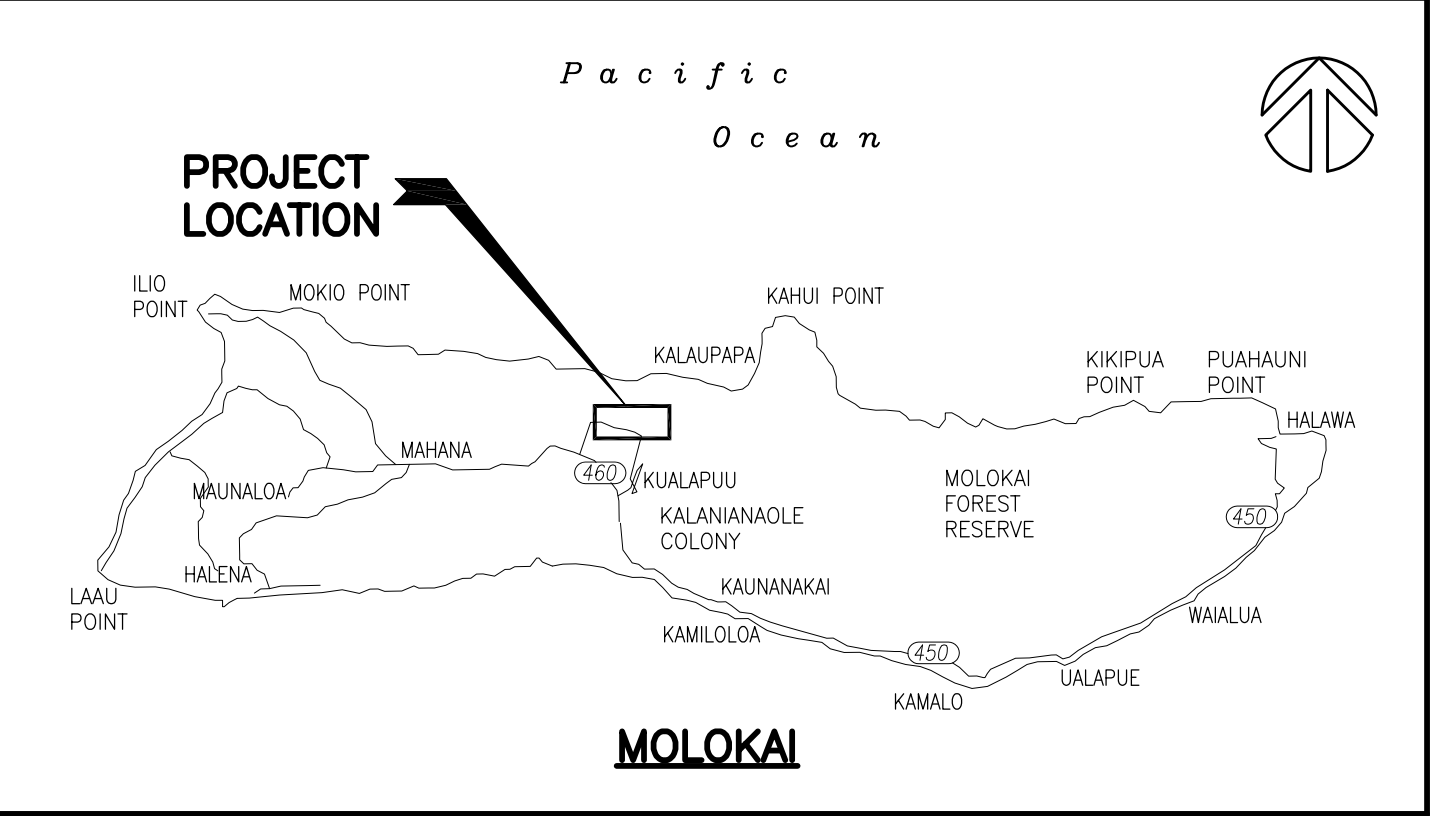 Pacific
Ocean
PROJECT
LOCATION
ILIO
POINT
MOKIO POINT
KAHUI POINT
KALAUPAPA
KIKIPUA
POINT
PUAHAUNI
POINT
HALAWA
MAHANA
460
KUALAPUU
MAUNALOA
MOLOKAI
FOREST
RESERVE
KALANIANAOLE
COLONY
450
HALENA
LAAU
POINT
KAUNANAKAI
WAIALUA
KAMILOLOA
450
UALAPUE
KAMALO
MOLOKAI